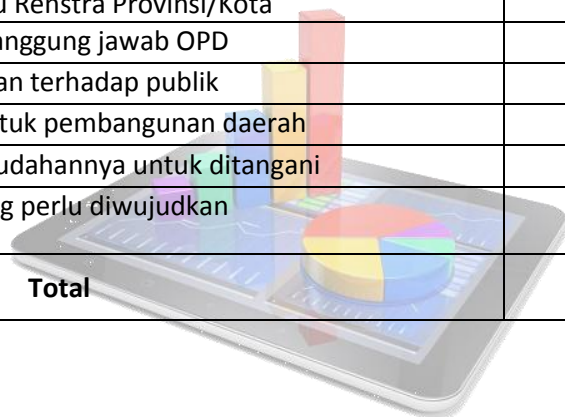 u Renstra Provinsi/Kota
anggung jawab OPD
an terhadap publik
tuk pembangunan daerah
udahannya untuk ditangani
g perlu diwujudkan
Total